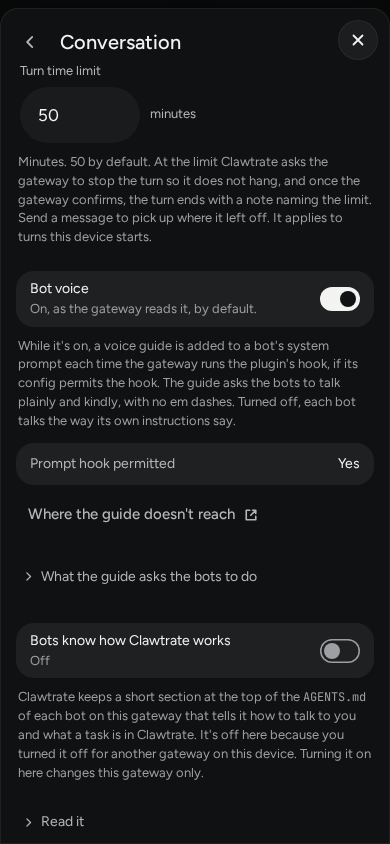 Conversation
Turn time limit
50 minutes
Minutes. 50 by default. At the limit Clawtrate asks the
gateway to stop the turn so it does not hang, and once the
gateway confirms, the turn ends with a note naming the limit.
Send a message to pick up where it left off. It applies to
turns this device starts.
Bot voice
On, as the gateway reads it, by default.
While it's on, a voice guide is added to a bot's system
prompt each time the gateway runs the plugin's hook, if its
config permits the hook. The guide asks the bots to talk
plainly and kindly, with no em dashes. Turned off, each bot
talks the way its own instructions say.
Prompt hook permitted Yes
Where the guide doesn't reach
What the guide asks the bots to do
Bots know how Clawtrate works
Off
Clawtrate keeps a short section at the top of the AGENTS.md
of each bot on this gateway that tells it how to talk to you
and what a task is in Clawtrate. It's off here because you
turned it off for another gateway on this device. Turning it on
here changes this gateway only.
Read it